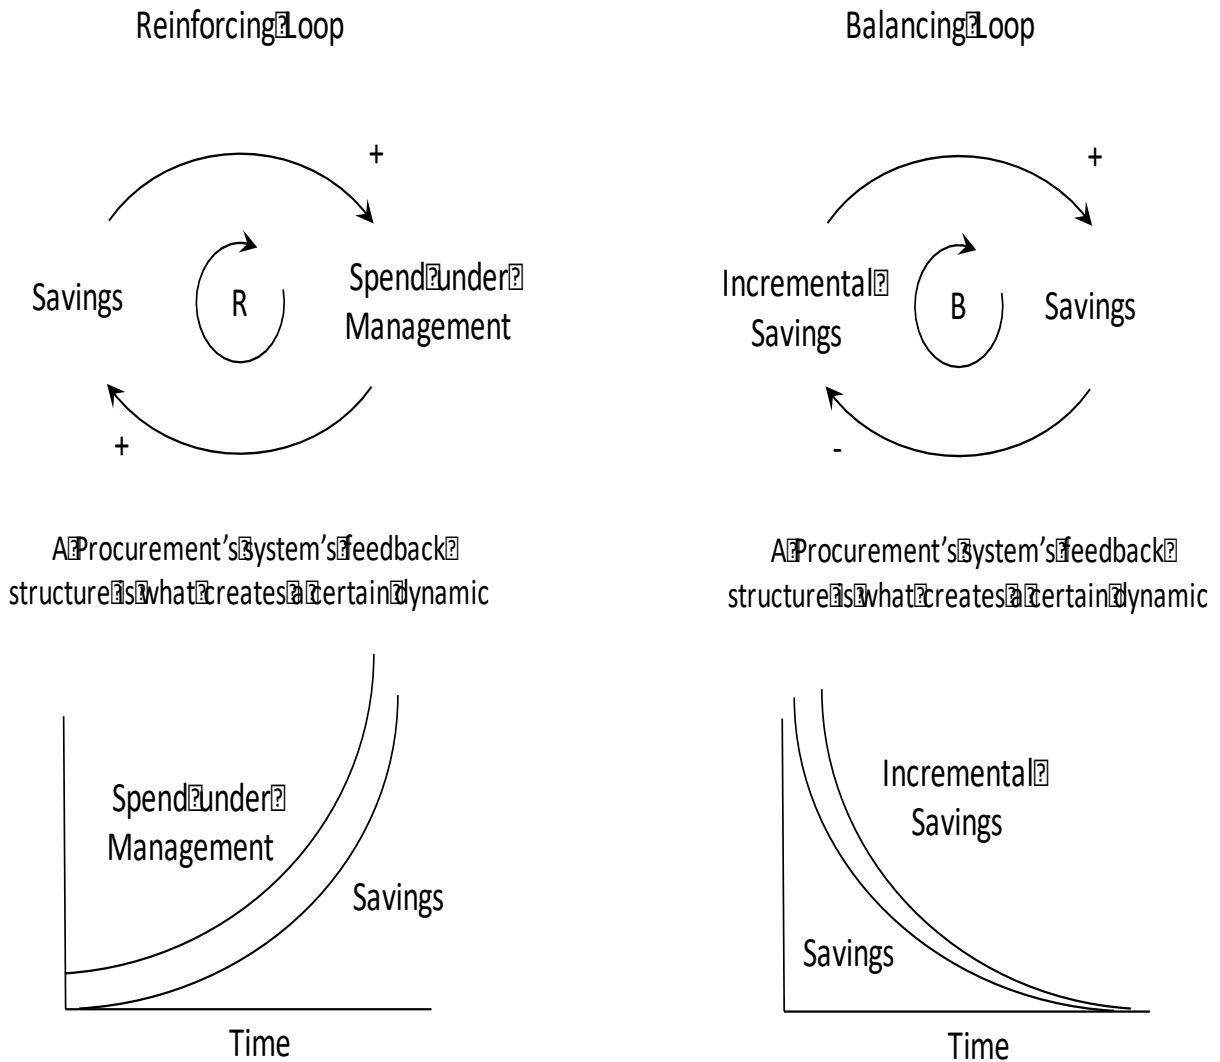 Reinforcing Loop
+
Savings
R
Spend under
Management
+
A Procurement’s system’s feedback
structure is what creates a certain dynamic
Spend under
Management
Savings
Time
Balancing Loop
+
Incremental
Savings
B
Savings
-
A Procurement’s system’s feedback
structure is what creates a certain dynamic
Incremental
Savings
Savings
Time